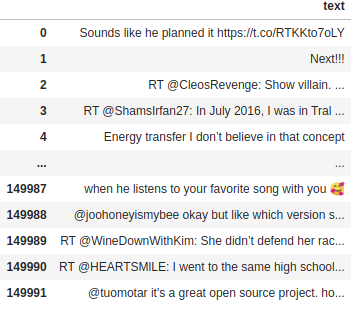 text
0 Sounds like he planned it https://t.co/RTKKto7oLY
1 Next!!!
2 RT @CleosRevenge: Show villain. ...
3 RT @ShamsIrfan27: In July 2016, I was in Tral ...
4 Energy transfer I don’t believe in that concept
... ...
149987 when he listens to your favorite song with you 🥰
149988 @joohoneyismybee okay but like which version s...
149989 RT @WineDownWithKim: She didn’t defend her rac...
149990 RT @HEARTSMILE: I went to the same high school...
149991 @tuomotar it's a great open source project. ho...